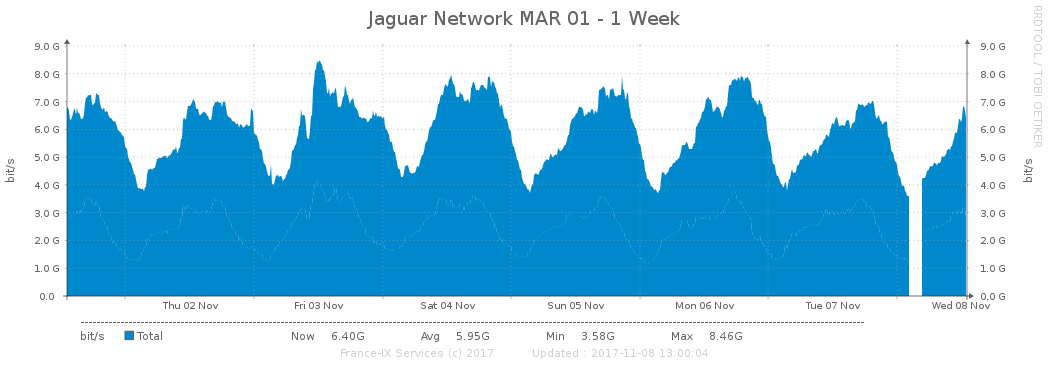 Jaguar Network MAR 01 - 1 Week
RRDTOOL / TOBI OETIKER
bit/s
9.0 G
8.0 G
7.0 G
6.0 G
5.0 G
4.0 G
3.0 G
2.0 G
1.0 G
0.0
9.0 G
8.0 G
7.0 G
6.0 G
5.0 G
4.0 G
3.0 G
2.0 G
1.0 G
0.0 G
bit/s
Thu 02 Nov Fri 03 Nov Sat 04 Nov Sun 05 Nov Mon 06 Nov Tue 07 Nov Wed 08 Nov
bit/s Total Now 6.40G Avg 5.95G Min 3.58G Max 8.46G
France-IX Services (c) 2017 Updated : 2017-11-08 13:00:04